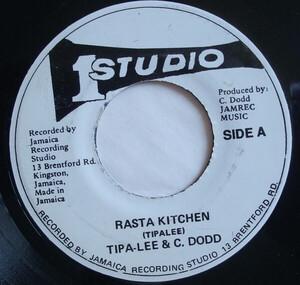 1 STUDIO
Recorded by
Jamaica
Recording
Studio
13 Brentford Rd.
Kingston,
Jamaica,
Made in
Jamaica
Produced by:
C. Dodd
JAMREC
MUSIC
SIDE A
RASTA KITCHEN
(TIPALEE)
TIPA-LEE & C. DODD
RECORDED BY JAMAICA RECORDING STUDIO 13 BRENTFORD RD.